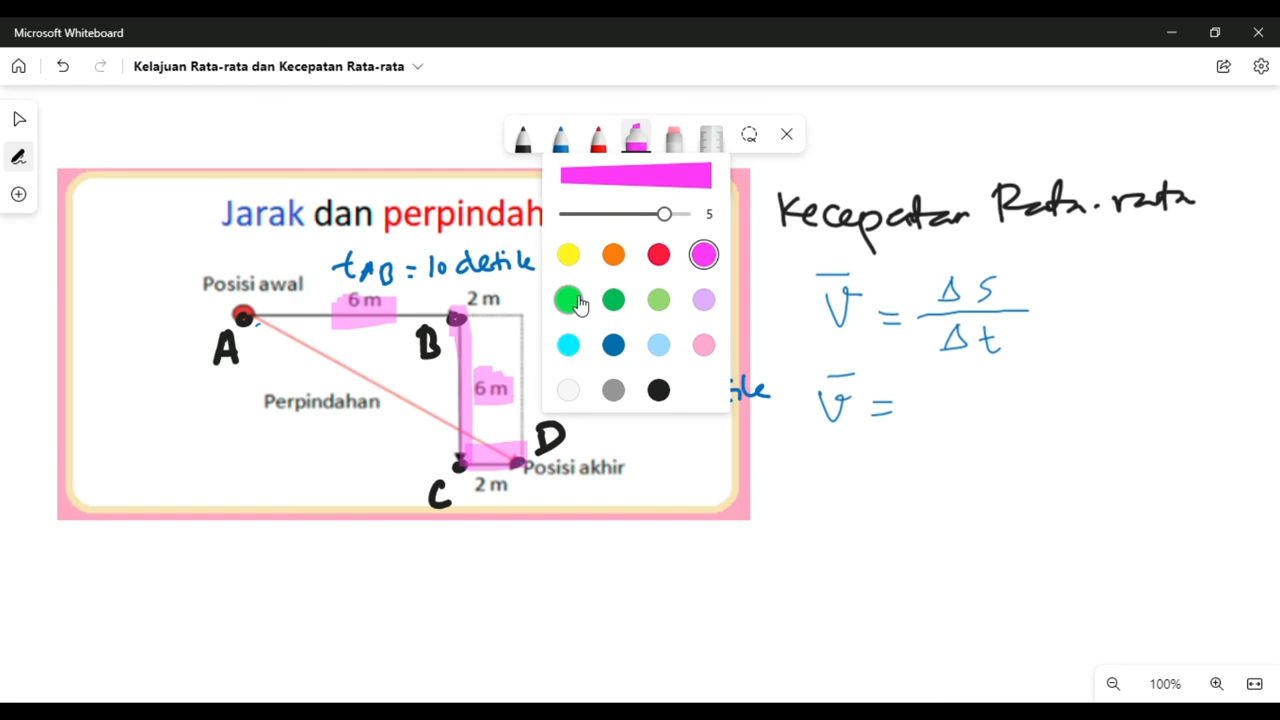 Microsoft Whiteboard
Kelajuan Rata-rata dan Kecepatan Rata-rata
5
Jarak dan perpindah
Kecepatan Rata-rata
tAB = 10 detik
Posisi awal
6 m
2 m
A
B
v̅ = Δs / Δt
6 m
Perpindahan
v̅ =
D
Posisi akhir
C
2 m
100%